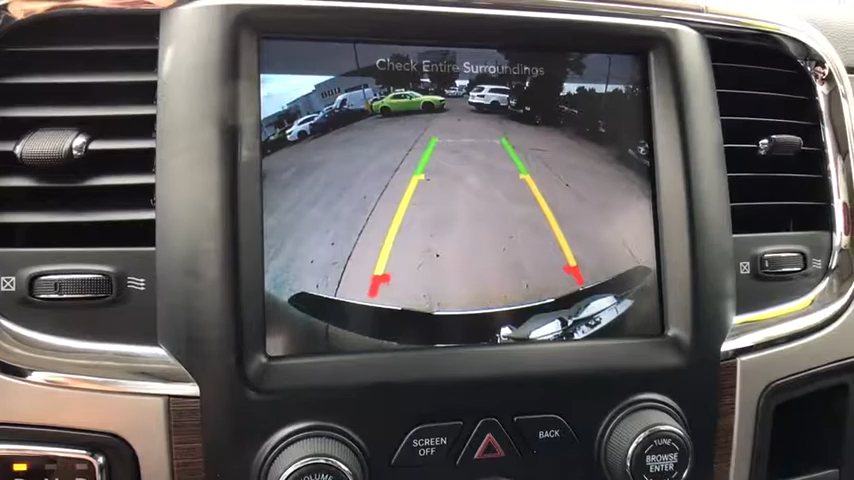 Check Entire Surroundings
SCREEN
OFF
BACK
VOLUME
TUNE
BROWSE
ENTER